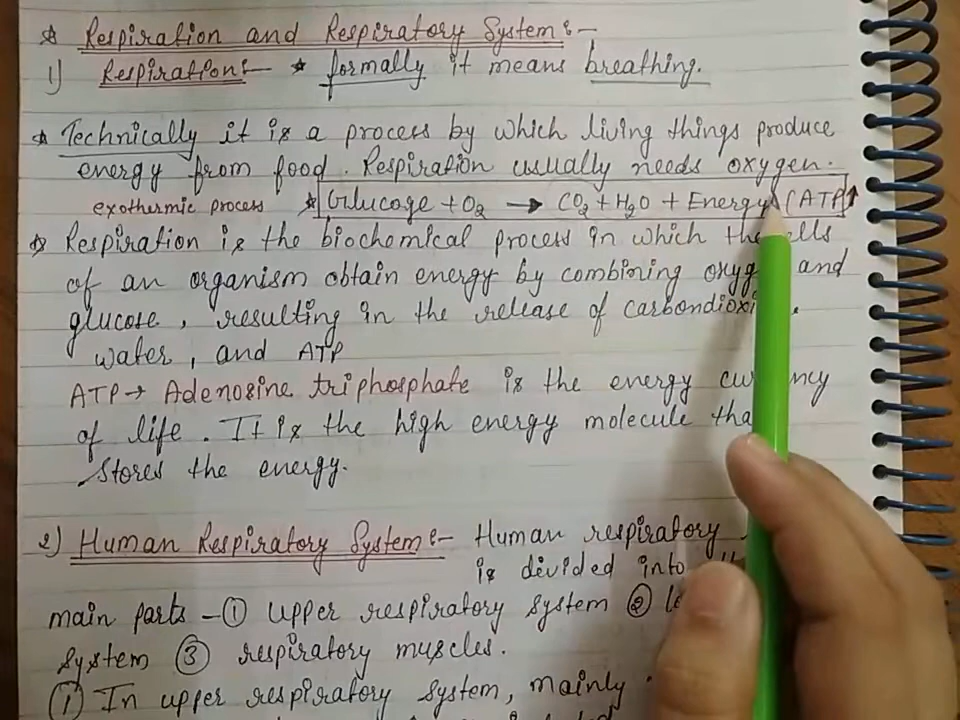 ☆ Respiration and Respiratory System:-
1) Respiration:- ★ formally it means breathing.
★ Technically it is a process by which living things produce
energy from food. Respiration usually needs oxygen.
exothermic process ★ Glucoge + O2 → CO2 + H2O + Energy (ATP)↑
☆ Respiration is the biochemical process in which the
of an organism obtain energy by combining and
glucose, resulting in the release of
water, and ATP
ATP → Adenosine triphosphate is the energy
of life. It is the high energy molecule
stores the energy.
2) Human Respiratory System:- Human respiratory
is divided into
main parts - ① upper respiratory system ②
system ③ respiratory muscles.
① In upper respiratory system, mainly